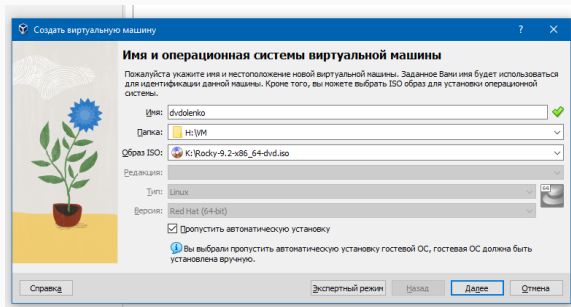 Создать виртуальную машину
?
Имя и операционная системы виртуальной машины
Пожалуйста укажите имя и местоположение новой виртуальной машины. Заданное Вами имя будет использоваться
для идентификации данной машины. Кроме того, вы можете выбрать ISO образ для установки операционной
системы.
Имя: dvdolenko
Папка: H:\VM
Образ ISO: K:\Rocky-9.2-x86_64-dvd.iso
Редакция:
Тип: Linux
64
Версия: Red Hat (64-bit)
Пропустить автоматическую установку
Вы выбрали пропустить автоматическую установку гостевой ОС, гостевая ОС должна быть
установлена вручную.
Справка Экспертный режим Назад Далее Отмена